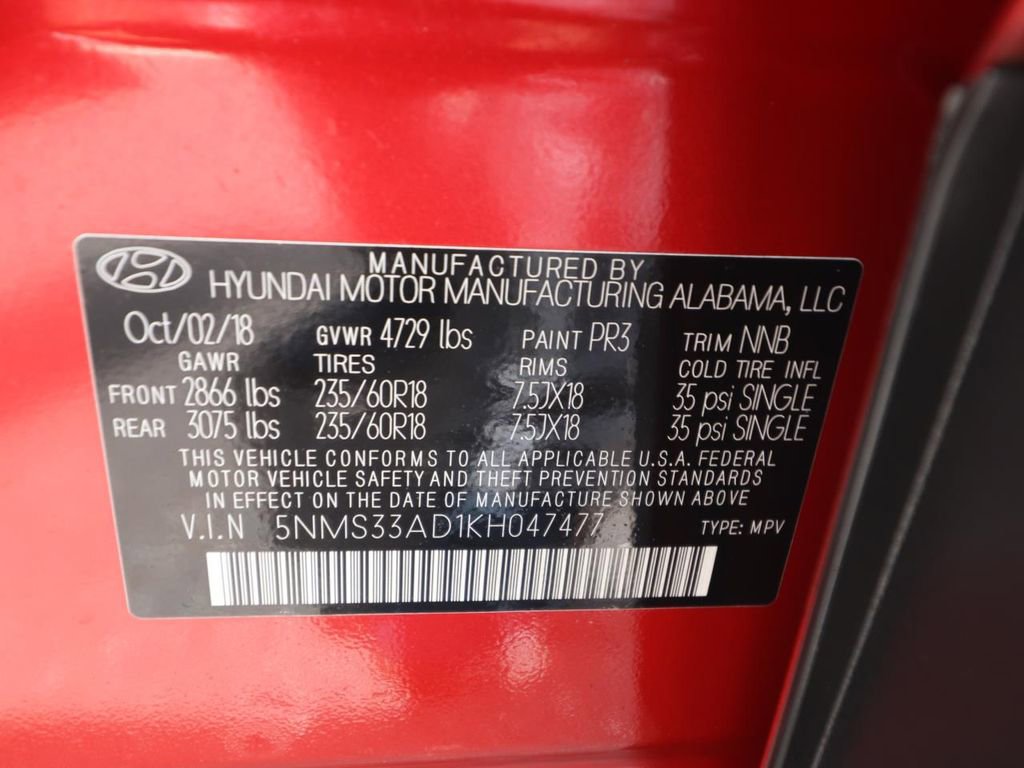 MANUFACTURED BY
HYUNDAI MOTOR MANUFACTURING ALABAMA, LLC
Oct/02/18 GVWR 4729 lbs PAINT PR3 TRIM NNB
GAWR TIRES RIMS COLD TIRE INFL
FRONT 2866 lbs 235/60R18 7.5JX18 35 psi SINGLE
REAR 3075 lbs 235/60R18 7.5JX18 35 psi SINGLE
THIS VEHICLE CONFORMS TO ALL APPLICABLE U.S.A. FEDERAL
MOTOR VEHICLE SAFETY AND THEFT PREVENTION STANDARDS
IN EFFECT ON THE DATE OF MANUFACTURE SHOWN ABOVE
V.I.N 5NMS33AD1KH047477 TYPE: MPV